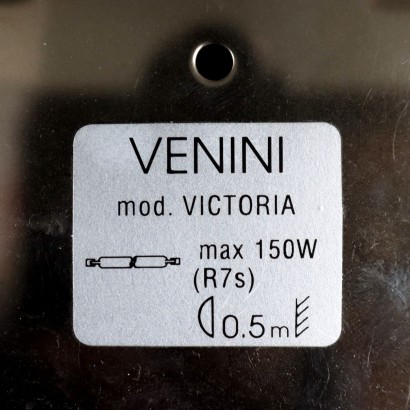 VENINI
mod. VICTORIA
max 150W
(R7s)
0.5m